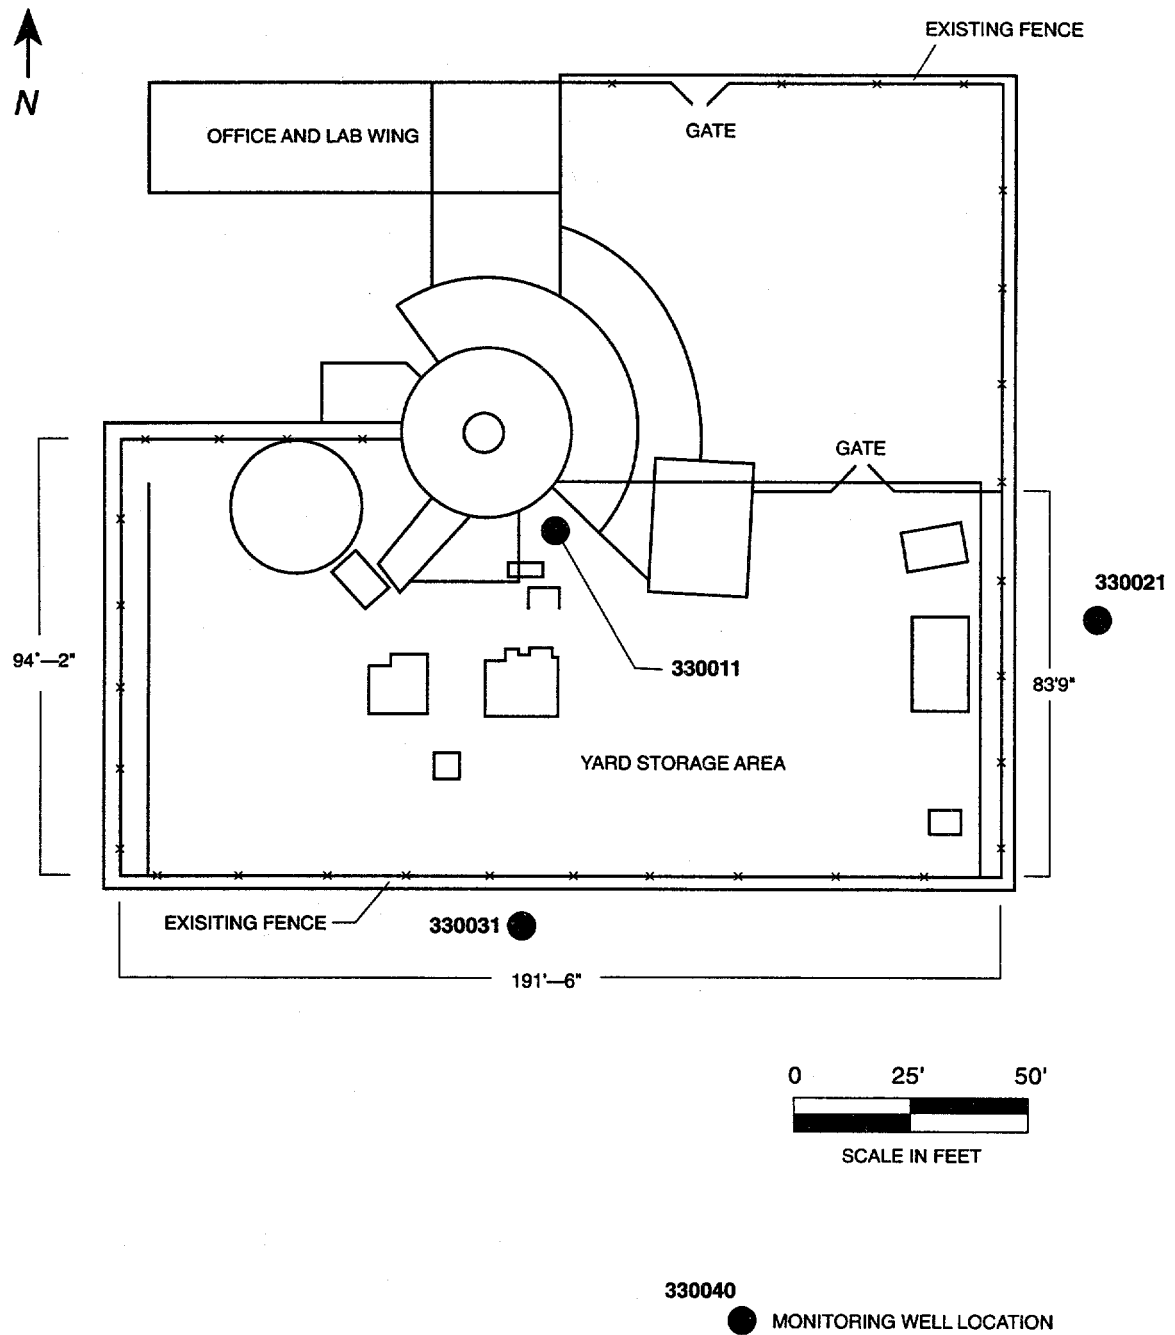 EXISTING FENCE
N
GATE
OFFICE AND LAB WING
GATE
330021
94'—2"
330011
83'9"
YARD STORAGE AREA
EXISITING FENCE
330031
191'—6"
0 25' 50'
SCALE IN FEET
330040
MONITORING WELL LOCATION